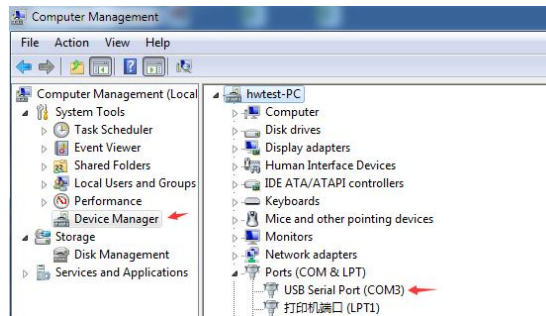 Computer Management
File Action View Help
Computer Management (Local
System Tools
Task Scheduler
Event Viewer
Shared Folders
Local Users and Groups
Performance
Device Manager
Storage
Disk Management
Services and Applications
hwtest-PC
Computer
Disk drives
Display adapters
Human Interface Devices
IDE ATA/ATAPI controllers
Keyboards
Mice and other pointing devices
Monitors
Network adapters
Ports (COM & LPT)
USB Serial Port (COM3)
打印机端口 (LPT1)